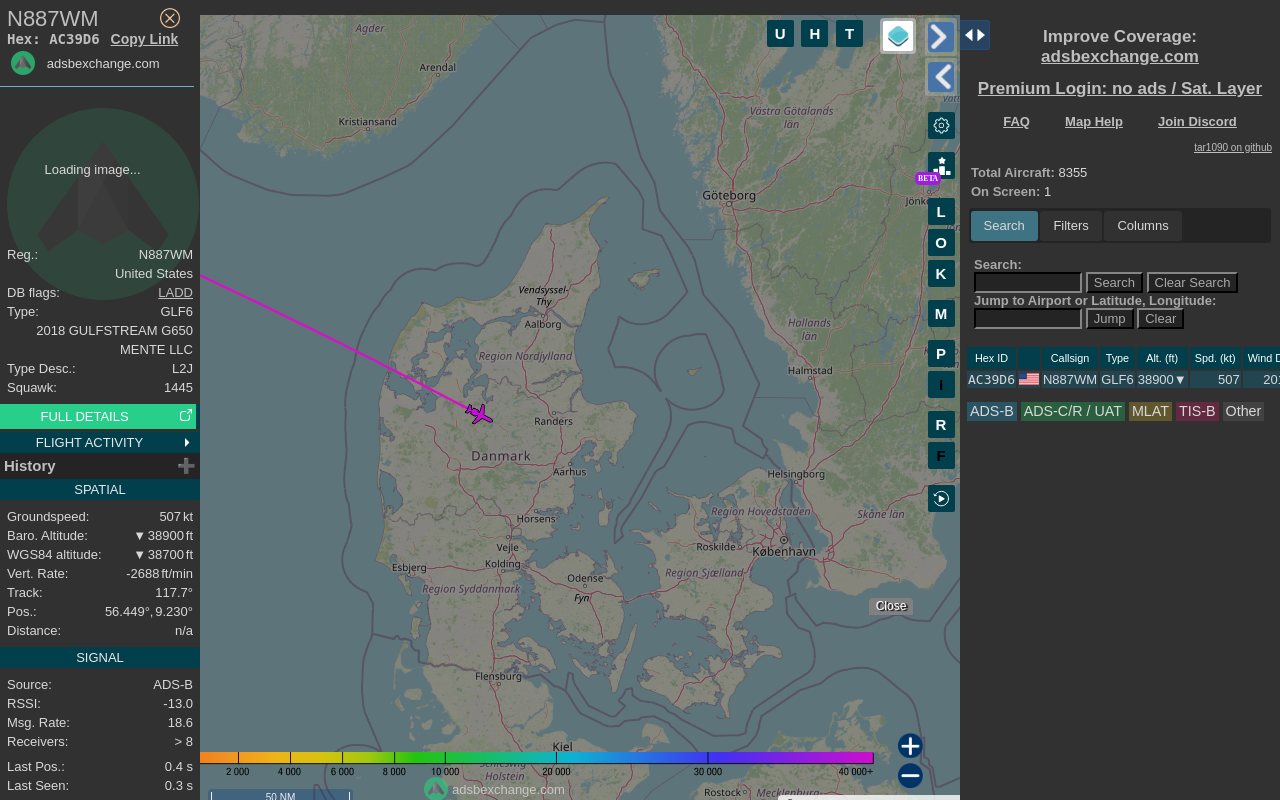 N887WM
Hex: AC39D6 Copy Link
adsbexchange.com
Loading image...
Reg.: N887WM
United States
DB flags: LADD
Type: GLF6
2018 GULFSTREAM G650
MENTE LLC
Type Desc.: L2J
Squawk: 1445
FULL DETAILS
FLIGHT ACTIVITY
History
SPATIAL
Groundspeed: 507 kt
Baro. Altitude: ▼ 38900 ft
WGS84 altitude: ▼ 38700 ft
Vert. Rate: -2688 ft/min
Track: 117.7°
Pos.: 56.449°, 9.230°
Distance: n/a
SIGNAL
Source: ADS-B
RSSI: -13.0
Msg. Rate: 18.6
Receivers: > 8
Last Pos.: 0.4 s
Last Seen: 0.3 s
U H T
Agder
Arendal
Kristiansand
Västra Götalands
län
Göteborg
BETA
L
O
K
M
P
I
R
F
Vendsyssel-
Thy
Aalborg
Region Nordjylland
Hallands
län
Halmstad
Randers
Danmark
Aarhus
Helsingborg
Region Hovedstaden
Skåne län
Horsens
Vejle
Kolding
Roskilde
København
Esbjerg
Odense
Region Sjælland
Region Syddanmark
Fyn
Close
Flensburg
Kiel
2 000 4 000 6 000 8 000 10 000 20 000 30 000 40 000+
Schleswig
Holstein
adsbexchange.com
Rostock
Mecklenburg
50 NM
Improve Coverage:
adsbexchange.com
Premium Login: no ads / Sat. Layer
FAQ Map Help Join Discord
tar1090 on github
Total Aircraft: 8355
On Screen: 1
Search Filters Columns
Search:
Search Clear Search
Jump to Airport or Latitude, Longitude:
Jump Clear
Hex ID Callsign Type Alt. (ft) Spd. (kt) Wind D
AC39D6 N887WM GLF6 38900▼ 507
ADS-B ADS-C/R / UAT MLAT TIS-B Other